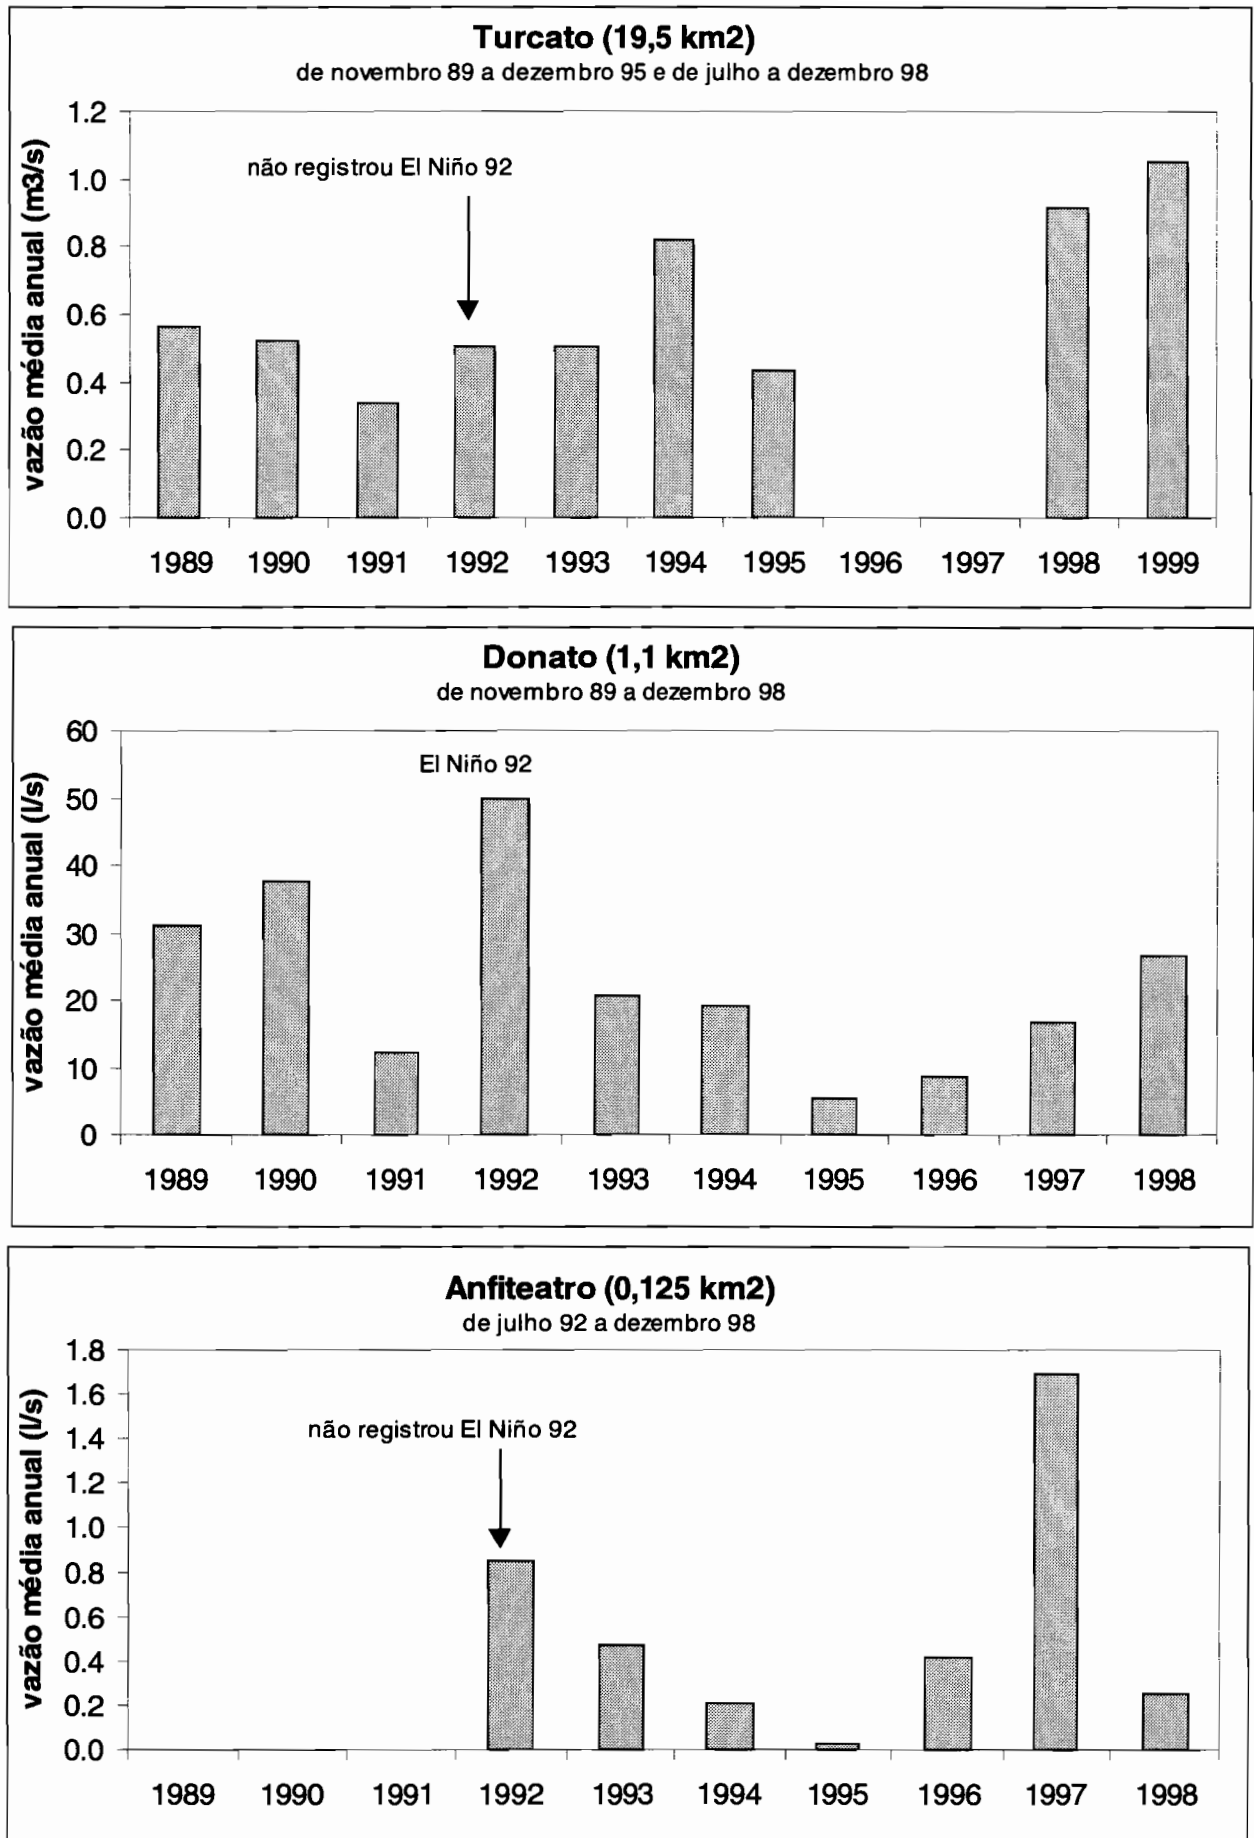 Turcato (19,5 km2)
de novembro 89 a dezembro 95 e de julho a dezembro 98
vazão média anual (m3/s)
1.2
1.0
0.8
0.6
0.4
0.2
0.0
não registrou El Niño 92
1989 1990 1991 1992 1993 1994 1995 1996 1997 1998 1999
Donato (1,1 km2)
de novembro 89 a dezembro 98
vazão média anual (l/s)
60
50
40
30
20
10
0
El Niño 92
1989 1990 1991 1992 1993 1994 1995 1996 1997 1998
Anfiteatro (0,125 km2)
de julho 92 a dezembro 98
vazão média anual (l/s)
1.8
1.6
1.4
1.2
1.0
0.8
0.6
0.4
0.2
0.0
não registrou El Niño 92
1989 1990 1991 1992 1993 1994 1995 1996 1997 1998